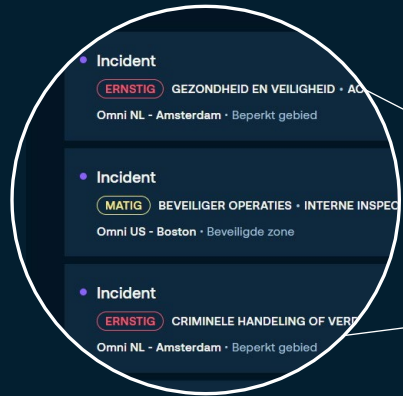 Incident
ERNSTIG GEZONDHEID EN VEILIGHEID •
Omni NL - Amsterdam • Beperkt gebied
Incident
MATIG BEVEILIGER OPERATIES • INTERNE
Omni US - Boston • Beveiligde zone
Incident
ERNSTIG CRIMINELE HANDELING OF
Omni NL - Amsterdam • Beperkt gebied